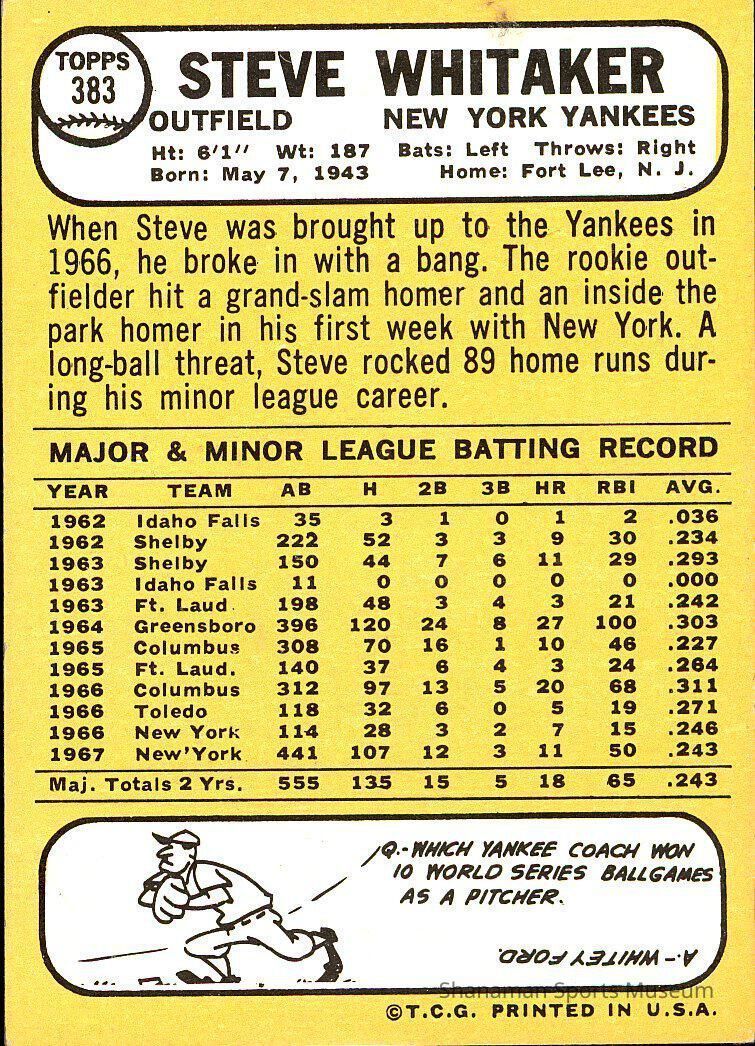 TOPPS
383
STEVE WHITAKER
OUTFIELD NEW YORK YANKEES
Ht: 6'1" Wt: 187 Bats: Left Throws: Right
Born: May 7, 1943 Home: Fort Lee, N. J.
When Steve was brought up to the Yankees in
1966, he broke in with a bang. The rookie out-
fielder hit a grand-slam homer and an inside the
park homer in his first week with New York. A
long-ball threat, Steve rocked 89 home runs dur-
ing his minor league career.
MAJOR & MINOR LEAGUE BATTING RECORD
YEAR TEAM AB H 2B 3B HR RBI AVG.
1962 Idaho Falls 35 3 1 0 1 2 .036
1962 Shelby 222 52 3 3 9 30 .234
1963 Shelby 150 44 7 6 11 29 .293
1963 Idaho Falls 11 0 0 0 0 0 .000
1963 Ft. Laud. 198 48 3 4 3 21 .242
1964 Greensboro 396 120 24 8 27 100 .303
1965 Columbus 308 70 16 1 10 46 .227
1965 Ft. Laud. 140 37 6 4 3 24 .264
1966 Columbus 312 97 13 5 20 68 .311
1966 Toledo 118 32 6 0 5 19 .271
1966 New York 114 28 3 2 7 15 .246
1967 New York 441 107 12 3 11 50 .243
Maj. Totals 2 Yrs. 555 135 15 5 18 65 .243
Q.-WHICH YANKEE COACH WON
10 WORLD SERIES BALLGAMES
AS A PITCHER.
A.-WHITEY FORD.
Shanaman Sports Museum
©T.C.G. PRINTED IN U.S.A.